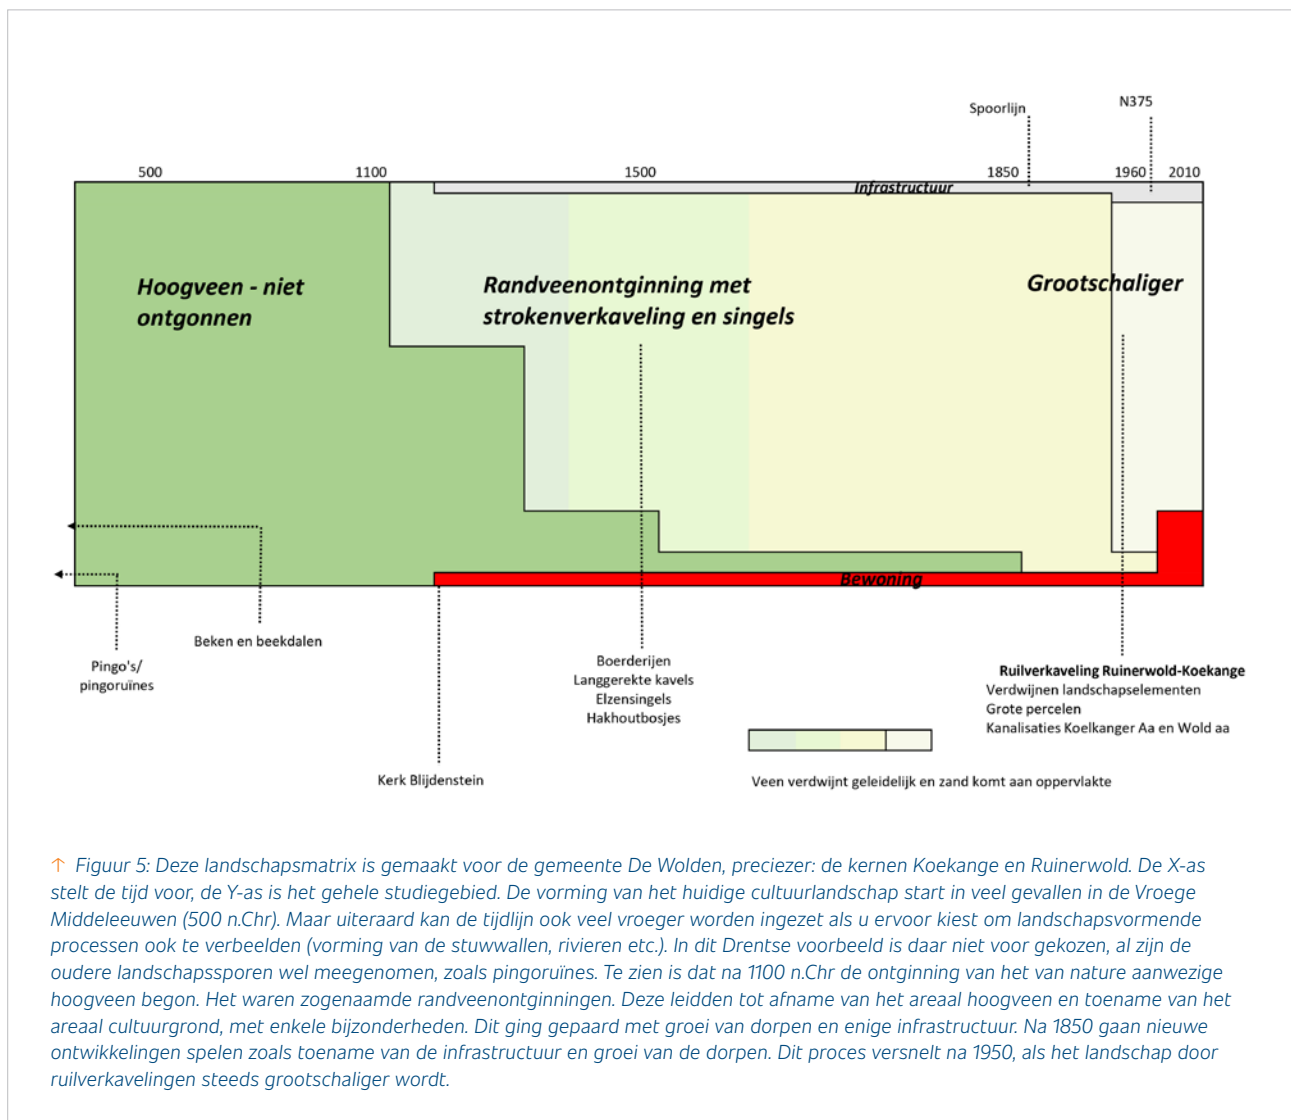 Spoorlijn
N375
500
1100
1500
1850
1960
2010
Infrastructuur
Hoogveen - niet
ontgonnen
Randveenontginning met
strokenverkaveling en singels
Grootschaliger
Bewoning
Pingo's/
pingoruïnes
Beken en beekdalen
Kerk Blijdenstein
Boerderijen
Langgerekte kavels
Elzensingels
Hakhoutbosjes
Ruilverkaveling Ruinerwold-Koekange
Verdwijnen landschapselementen
Grote percelen
Kanalisaties Koelkanger Aa en Wold aa
Veen verdwijnt geleidelijk en zand komt aan oppervlakte
↑ Figuur 5: Deze landschapsmatrix is gemaakt voor de gemeente De Wolden, preciezer: de kernen Koekange en Ruinerwold. De X-as
stelt de tijd voor, de Y-as is het gehele studiegebied. De vorming van het huidige cultuurlandschap start in veel gevallen in de Vroege
Middeleeuwen (500 n.Chr). Maar uiteraard kan de tijdlijn ook veel vroeger worden ingezet als u ervoor kiest om landschapsvormende
processen ook te verbeelden (vorming van de stuwwallen, rivieren etc.). In dit Drentse voorbeeld is daar niet voor gekozen, al zijn de
oudere landschapssporen wel meegenomen, zoals pingoruïnes. Te zien is dat na 1100 n.Chr de ontginning van het van nature aanwezige
hoogveen begon. Het waren zogenaamde randveenontginningen. Deze leidden tot afname van het areaal hoogveen en toename van het
areaal cultuurgrond, met enkele bijzonderheden. Dit ging gepaard met groei van dorpen en enige infrastructuur. Na 1850 gaan nieuwe
ontwikkelingen spelen zoals toename van de infrastructuur en groei van de dorpen. Dit proces versnelt na 1950, als het landschap door
ruilverkavelingen steeds grootschaliger wordt.